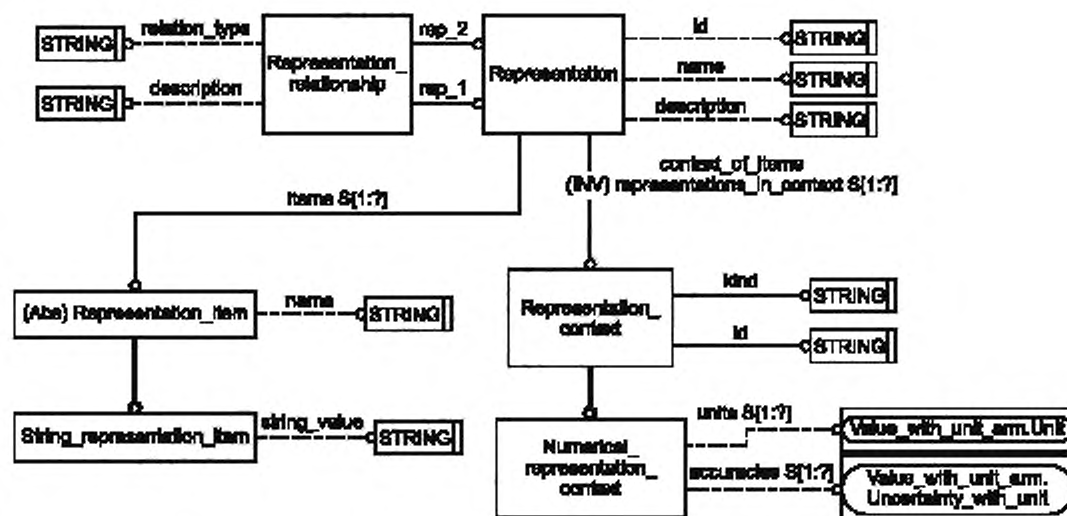 relation_type
STRING
description
STRING
Representation_
relationship
rep_2
rep_1
Representation
id
STRING
name
STRING
description
STRING
context_of_items
(INV) representations_in_context S[1:?]
items S[1:?]
(Abs) Representation_item
name
STRING
Representation_
context
kind
STRING
id
STRING
String_representation_item
string_value
STRING
Numerical_
representation_
context
units S[1:?]
Value_with_unit_arm.Unit
accuracies S[1:?]
Value_with_unit_arm.
Uncertainty_with_unit